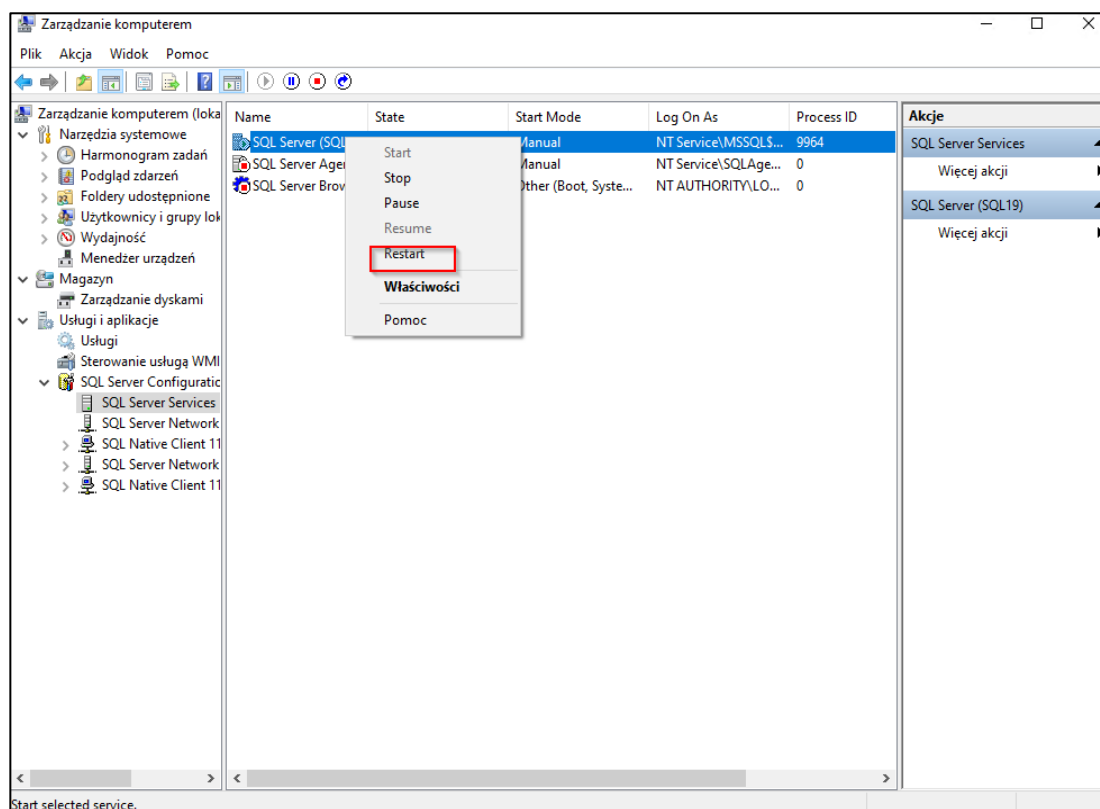 Zarządzanie komputerem
Plik Akcja Widok Pomoc
Zarządzanie komputerem (loka
Narzędzia systemowe
Harmonogram zadań
Podgląd zdarzeń
Foldery udostępnione
Użytkownicy i grupy lok
Wydajność
Menedżer urządzeń
Magazyn
Zarządzanie dyskami
Usługi i aplikacje
Usługi
Sterowanie usługą WMI
SQL Server Configuratic
SQL Server Services
SQL Server Network
SQL Native Client 11
SQL Server Network
SQL Native Client 11
Name State Start Mode Log On As Process ID
SQL Server (SQL Manual NT Service\MSSQL$... 9964
SQL Server Ager Manual NT Service\SQLAge... 0
SQL Server Brow Other (Boot, Syste... NT AUTHORITY\LO... 0
Start
Stop
Pause
Resume
Restart
Właściwości
Pomoc
Akcje
SQL Server Services
Więcej akcji
SQL Server (SQL19)
Więcej akcji
Start selected service.